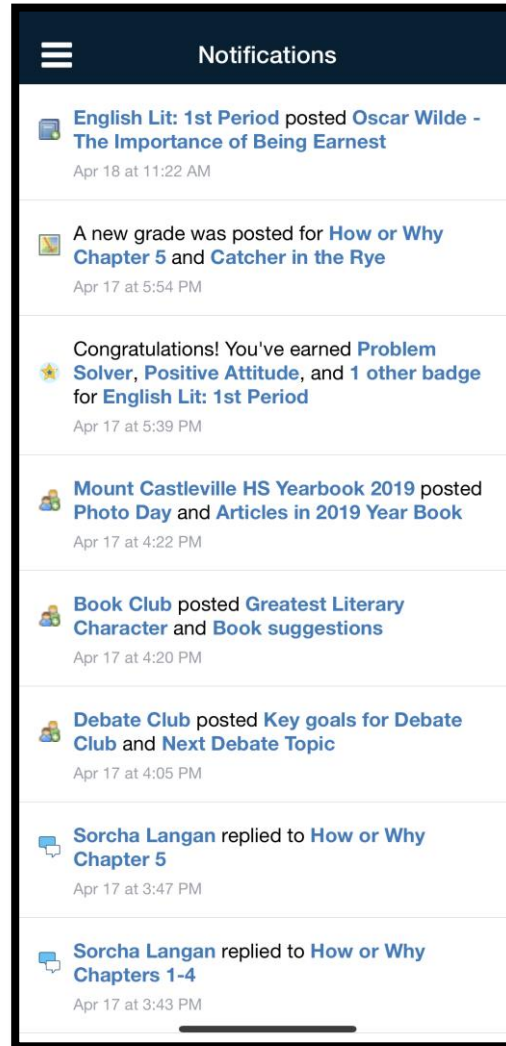 Notifications
English Lit: 1st Period posted Oscar Wilde -
The Importance of Being Earnest
Apr 18 at 11:22 AM
A new grade was posted for How or Why
Chapter 5 and Catcher in the Rye
Apr 17 at 5:54 PM
Congratulations! You've earned Problem
Solver, Positive Attitude, and 1 other badge
for English Lit: 1st Period
Apr 17 at 5:39 PM
Mount Castleville HS Yearbook 2019 posted
Photo Day and Articles in 2019 Year Book
Apr 17 at 4:22 PM
Book Club posted Greatest Literary
Character and Book suggestions
Apr 17 at 4:20 PM
Debate Club posted Key goals for Debate
Club and Next Debate Topic
Apr 17 at 4:05 PM
Sorcha Langan replied to How or Why
Chapter 5
Apr 17 at 3:47 PM
Sorcha Langan replied to How or Why
Chapters 1-4
Apr 17 at 3:43 PM